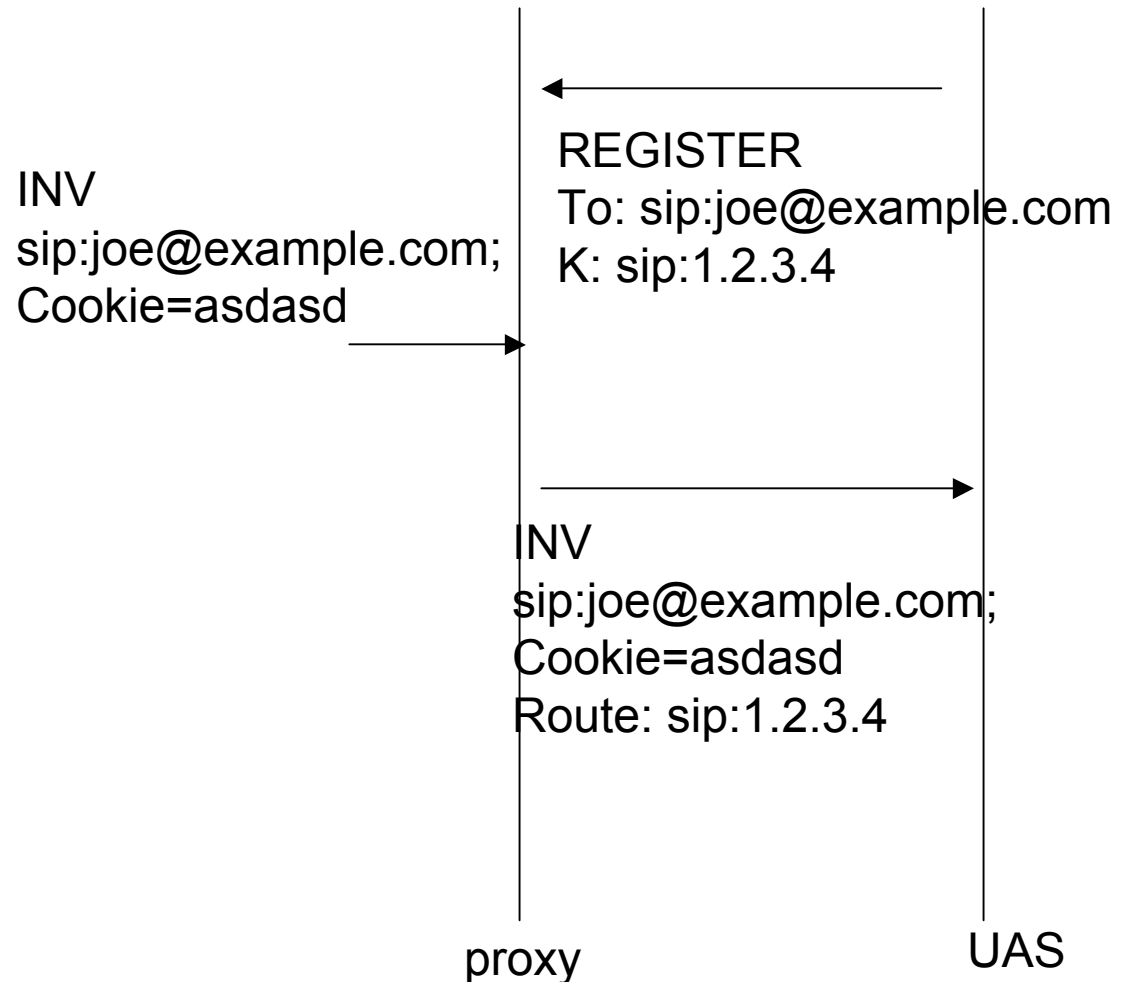 REGISTER
To: sip:joe@example.com
K: sip:1.2.3.4
INV
sip:joe@example.com;
Cookie=asdasd
INV
sip:joe@example.com;
Cookie=asdasd
Route: sip:1.2.3.4
proxy
UAS